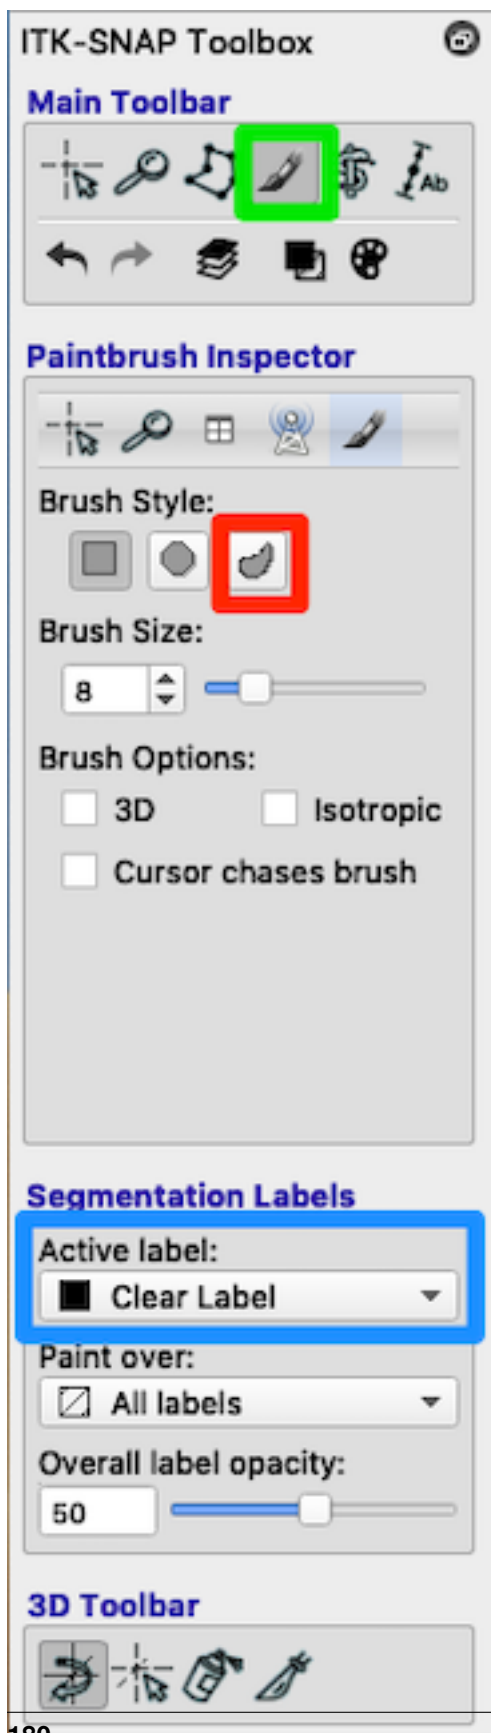 ITK-SNAP Toolbox
Main Toolbar
Ab
Paintbrush Inspector
Brush Style:
Brush Size:
8
Brush Options:
3D Isotropic
Cursor chases brush
Segmentation Labels
Active label:
Clear Label
Paint over:
All labels
Overall label opacity:
50
3D Toolbar